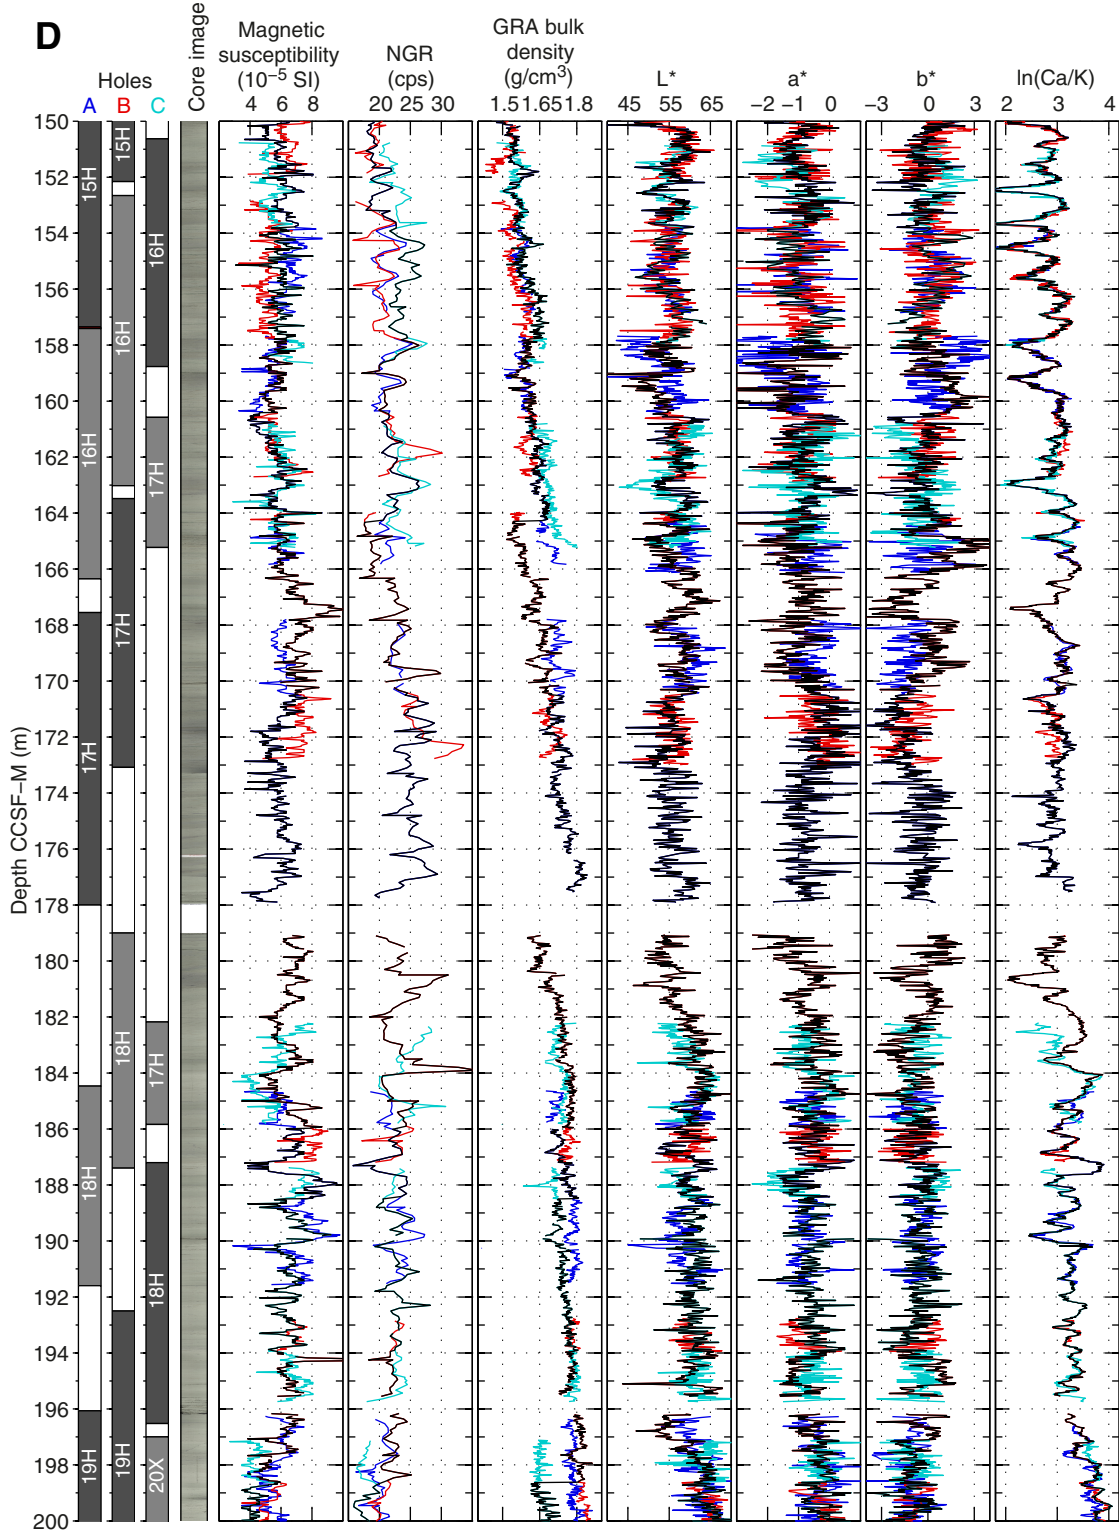 D
Holes
A B C
Core image
Magnetic
susceptibility
(10⁻⁵ SI)
4 6 8
NGR
(cps)
20 25 30
GRA bulk
density
(g/cm³)
1.5 1.65 1.8
L*
45 55 65
a*
−2 −1 0
b*
−3 0 3
ln(Ca/K)
2 3 4
Depth CCSF–M (m)
150
152
154
156
158
160
162
164
166
168
170
172
174
176
178
180
182
184
186
188
190
192
194
196
198
200
15H
16H
17H
18H
19H
15H
16H
17H
18H
19H
16H
17H
17H
18H
20X